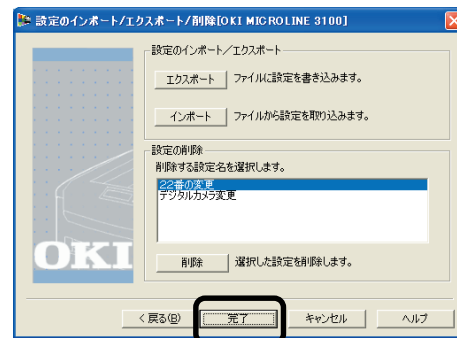 設定のインポート/エクスポート/削除[OKI MICROLINE 3100]
設定のインポート／エクスポート
エクスポート ファイルに設定を書き込みます。
インポート ファイルから設定を取り込みます。
設定の削除
削除する設定名を選択します。
22番の変更
デジタルカメラ変更
OKI
削除 選択した設定を削除します。
< 戻る(B) 完了 キャンセル ヘルプ